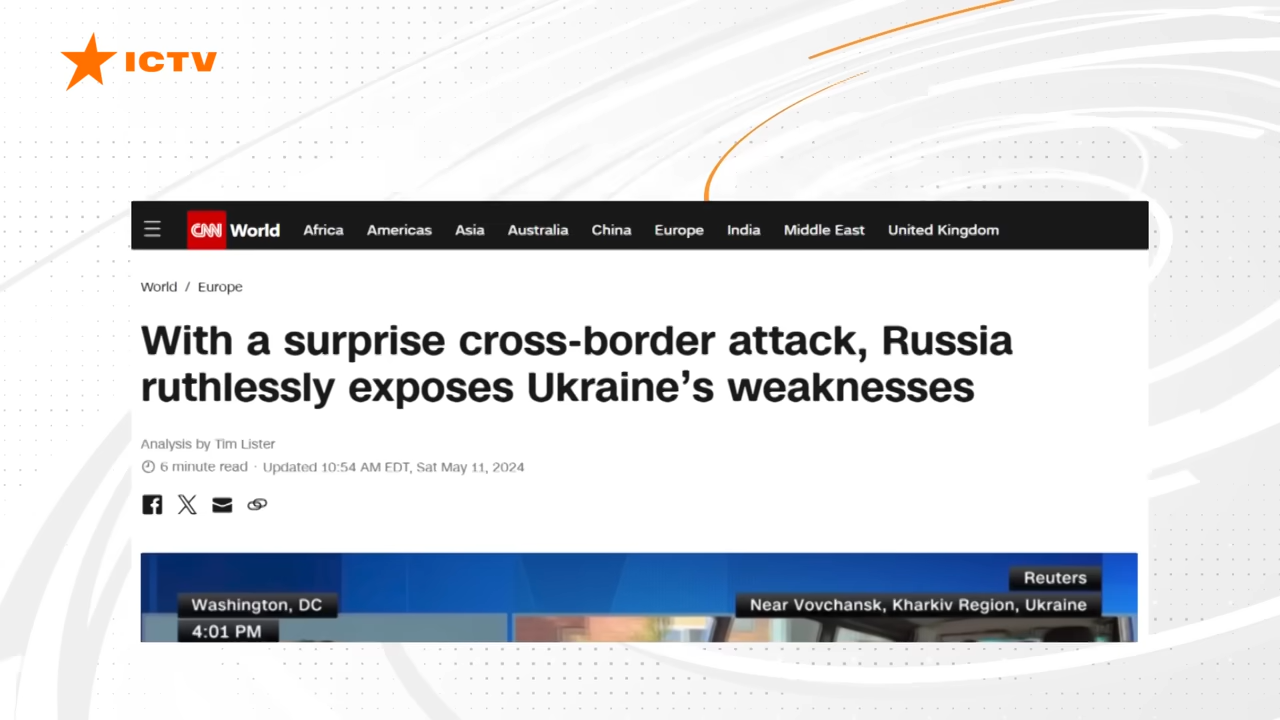 ICTV
CNN World Africa Americas Asia Australia China Europe India Middle East United Kingdom
World / Europe
With a surprise cross-border attack, Russia
ruthlessly exposes Ukraine's weaknesses
Analysis by Tim Lister
6 minute read · Updated 10:54 AM EDT, Sat May 11, 2024
Reuters
Washington, DC
Near Vovchansk, Kharkiv Region, Ukraine
4:01 PM